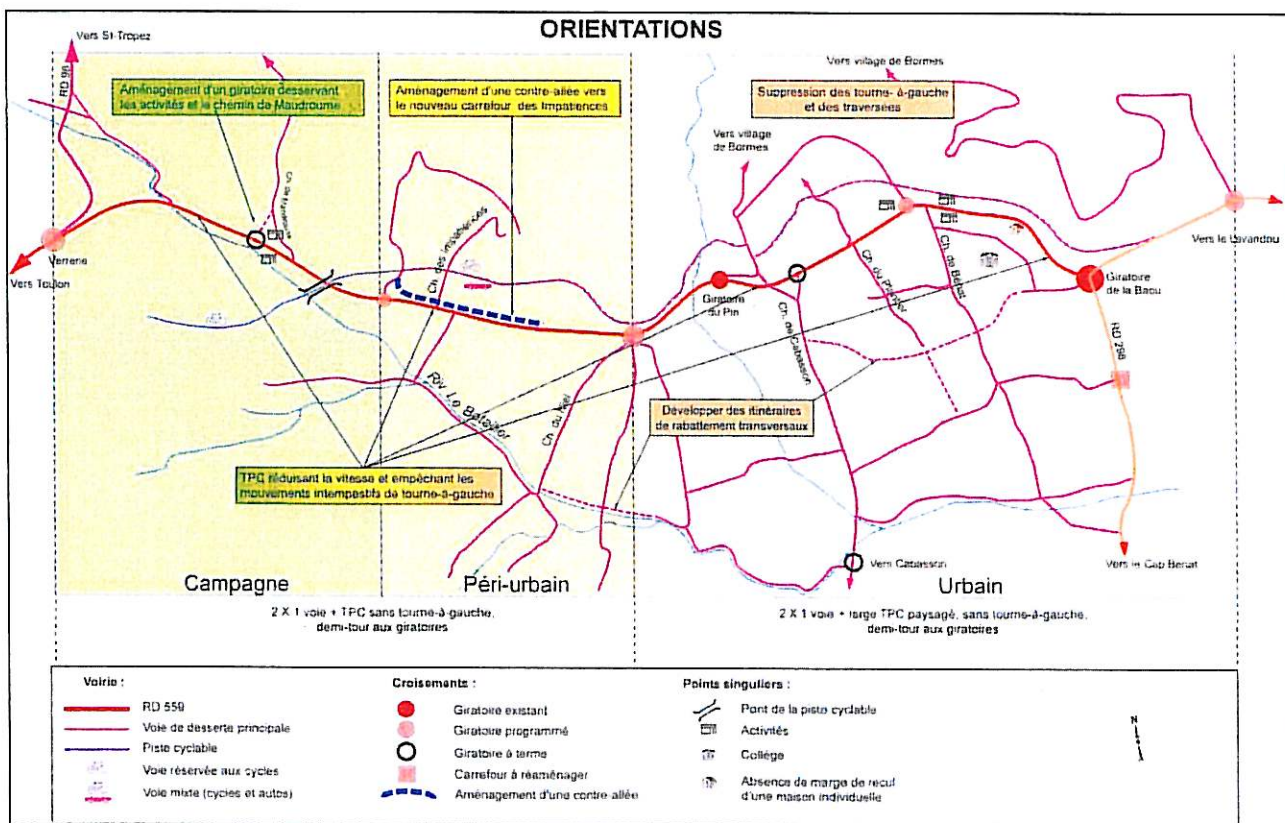 ORIENTATIONS
Vers St-Tropez
RD 98
Aménagement d'un giratoire desservant
les activités et le chemin de Maudroume
Aménagement d'une contre-allée vers
le nouveau carrefour des Impatiences
Vers village de Bormes
Suppression des tourne- à-gauche
et des traversées
Vers village
de Bormes
Verrerie
Vers Toulon
Ch. des Impatiences
Giratoire
du Pin
Ch. de Cabasson
Ch. de Bénat
Vers le Lavandou
Giratoire
de la Baou
RD 298
Riv. Le Batailler
Développer des itinéraires
de rabattement transversaux
TPC réduisant la vitesse et empêchant les
mouvements intempestifs de tourne-à-gauche
Vers Cabasson
Vers le Cap Bénat
Campagne
Péri-urbain
Urbain
2 X 1 voie + TPC sans tourne-à-gauche,
demi-tour aux giratoires
2 X 1 voie + large TPC paysagé, sans tourne-à-gauche,
demi-tour aux giratoires
Voirie :
RD 559
Voie de desserte principale
Piste cyclable
Voie réservée aux cycles
Voie mixte (cycles et autos)
Croisements :
Giratoire existant
Giratoire programmé
Giratoire à terme
Carrefour à réaménager
Aménagement d'une contre-allée
Points singuliers :
Pont de la piste cyclable
Activités
Collège
Absence de marge de recul
d'une maison individuelle
N